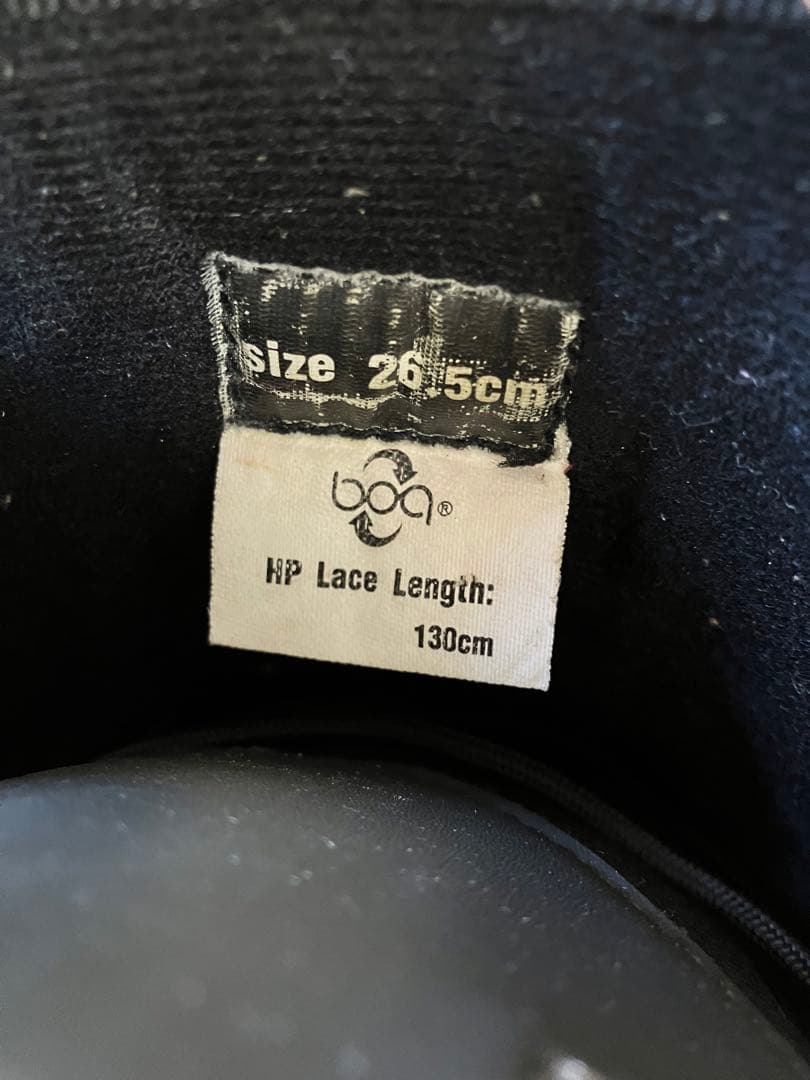 size 26.5cm
boa®
HP Lace Length:
130cm